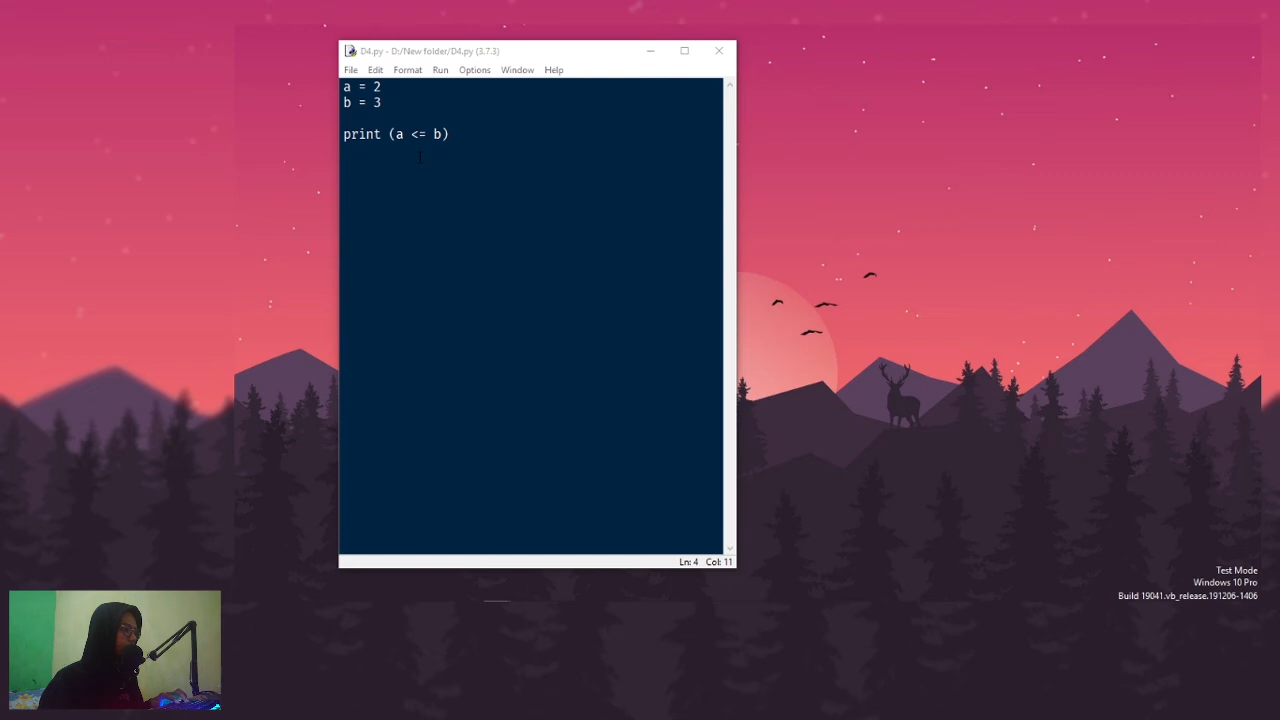 D4.py - D:/New folder/D4.py (3.7.3)
File Edit Format Run Options Window Help
a = 2
b = 3
print (a <= b)
Ln: 4 Col: 11
Test Mode
Windows 10 Pro
Build 19041.vb_release.191206-1406